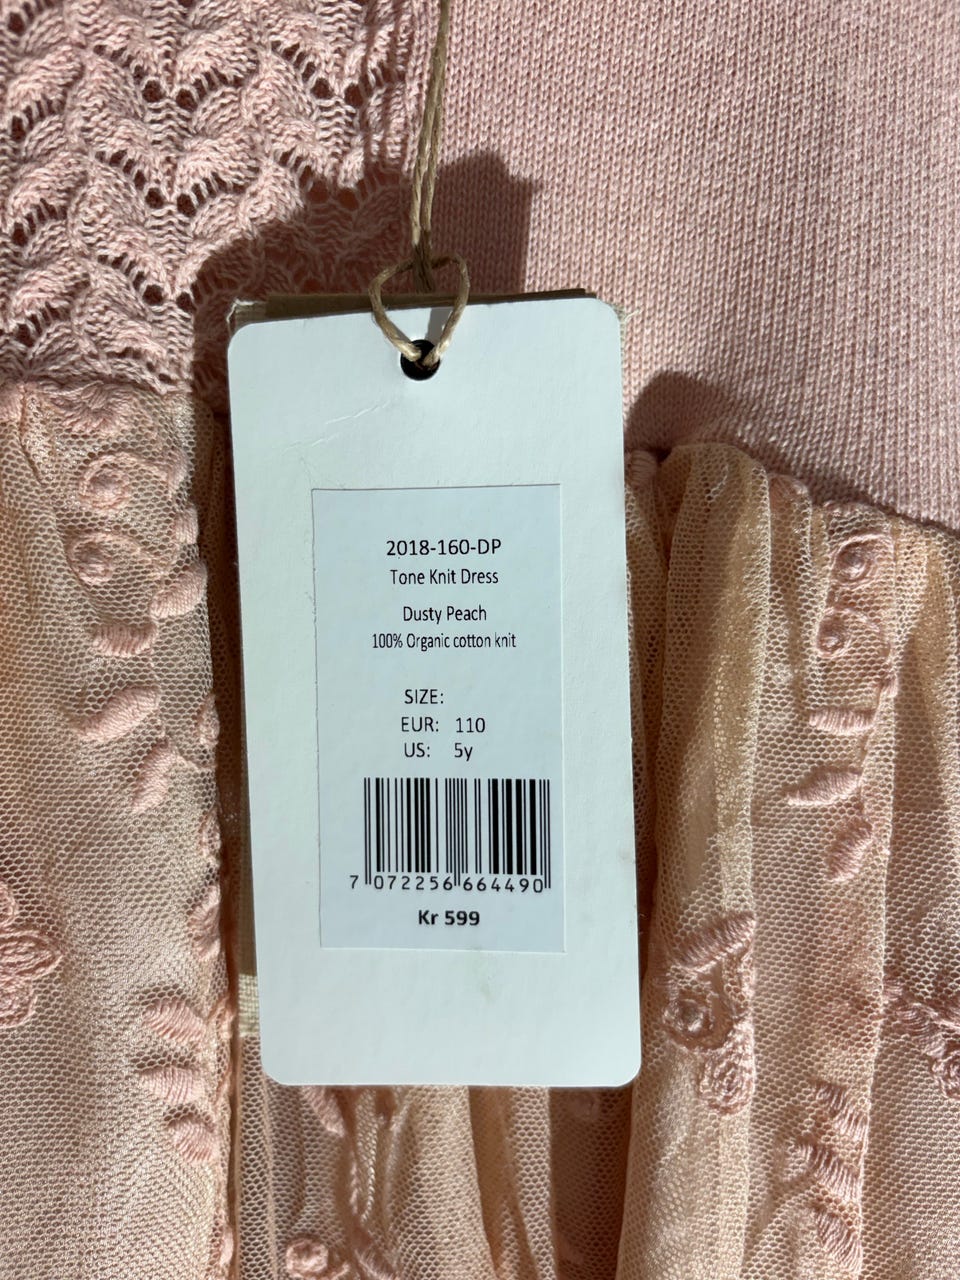 2018-160-DP
Tone Knit Dress
Dusty Peach
100% Organic cotton knit
SIZE:
EUR: 110
US: 5y
7 072256 664490
Kr 599